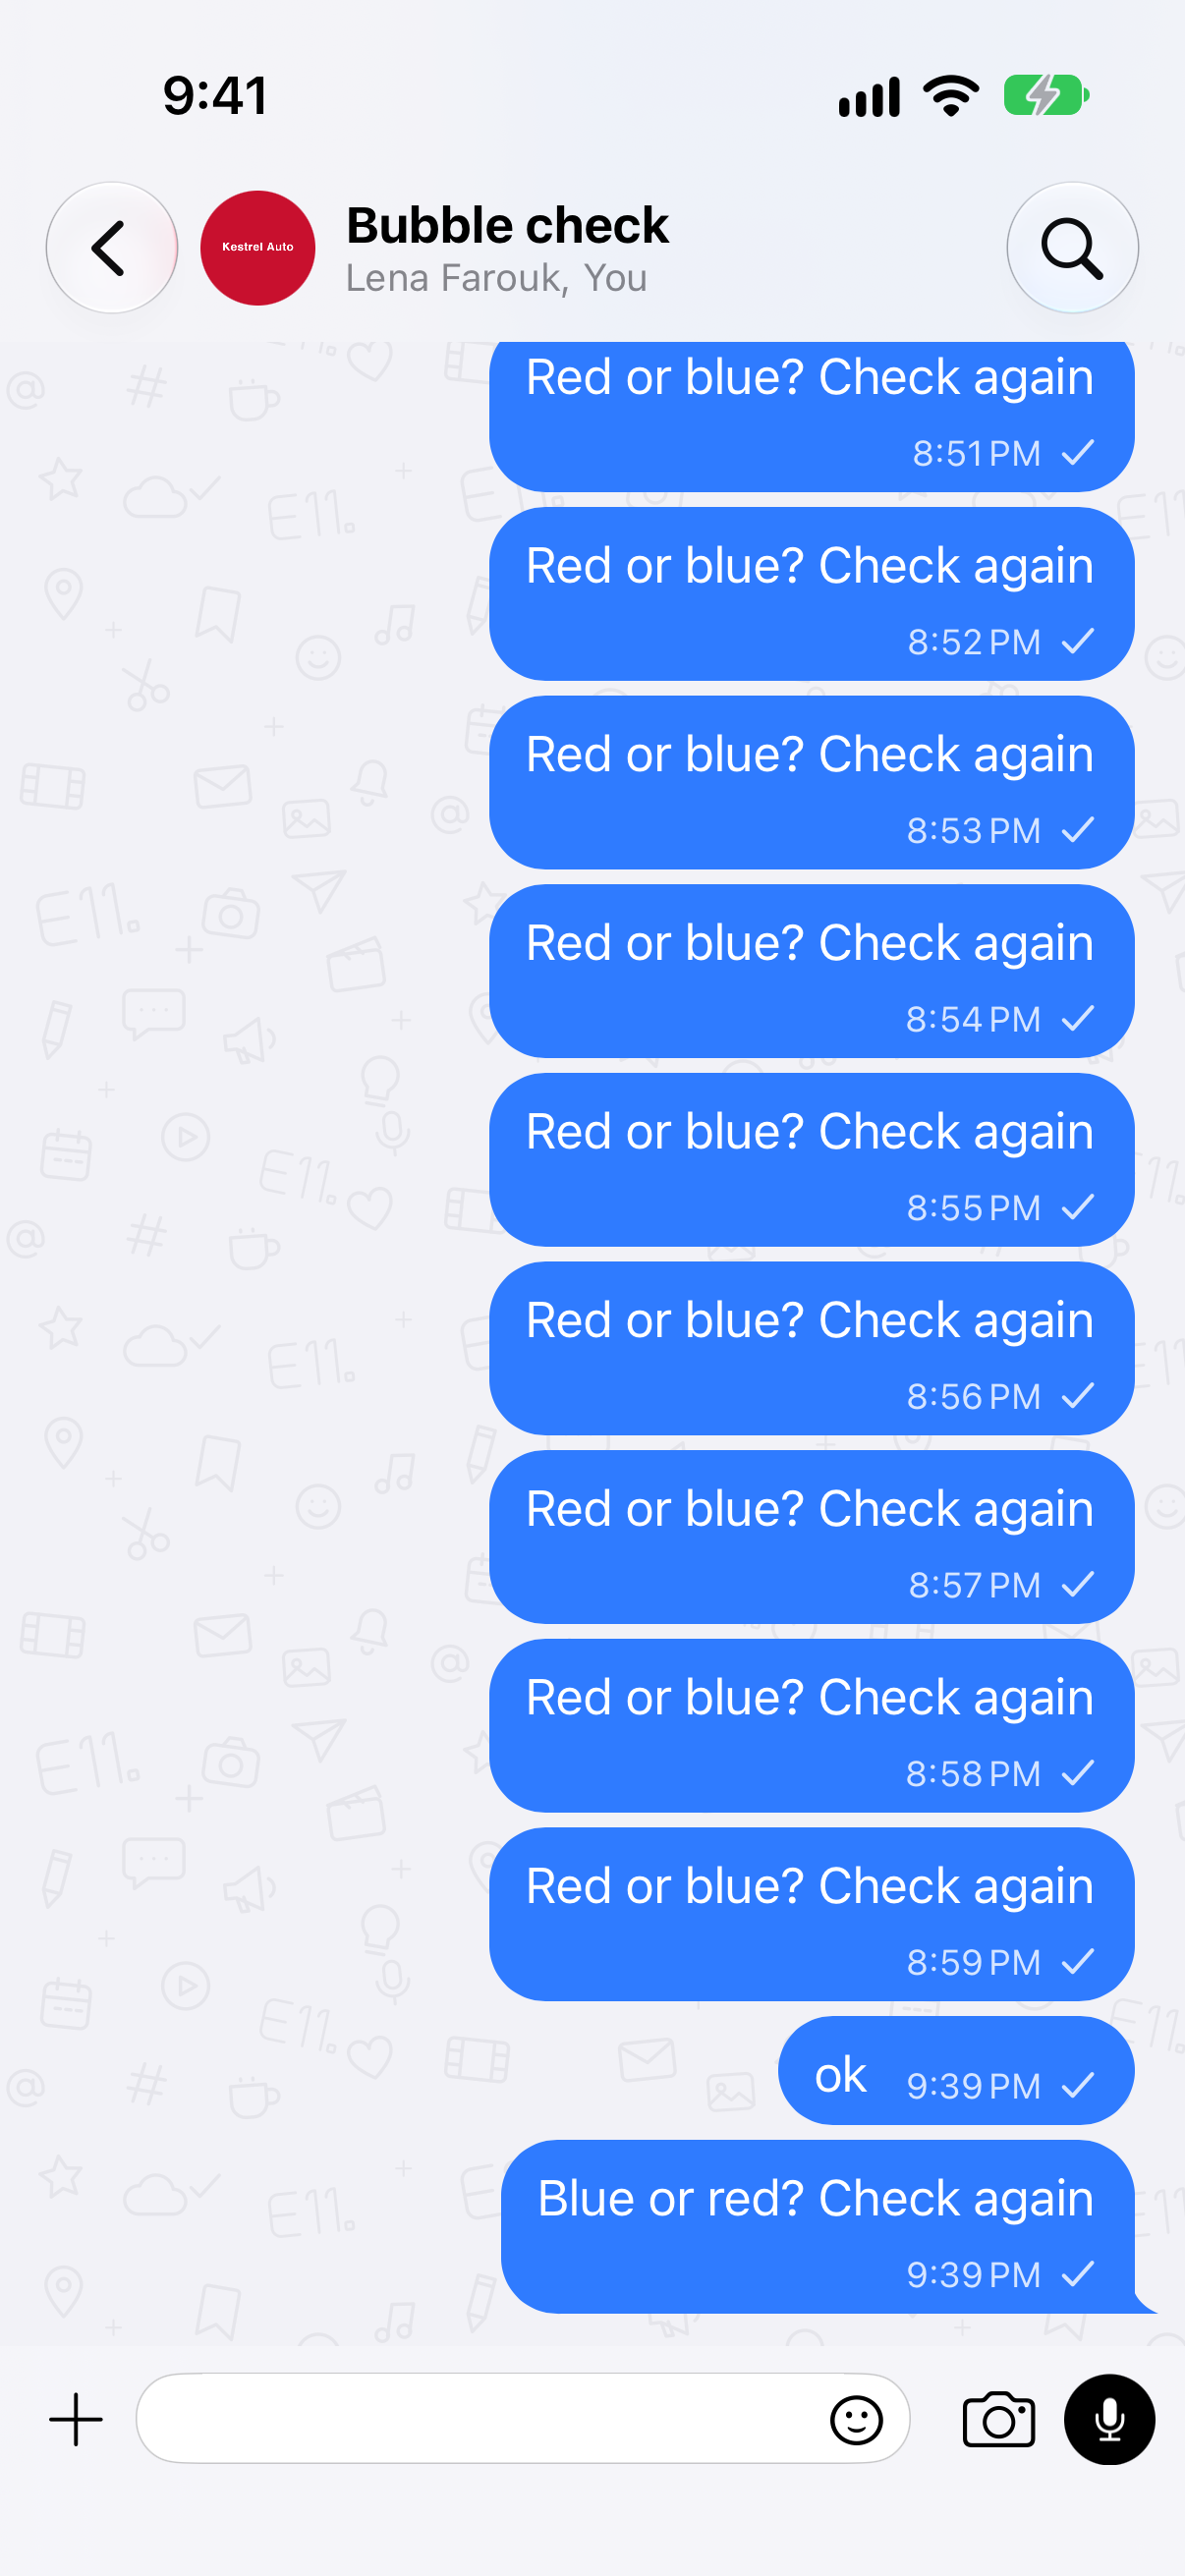 9:41
Kestrel Auto
Bubble check
Lena Farouk, You
Red or blue? Check again
8:51 PM
Red or blue? Check again
8:52 PM
Red or blue? Check again
8:53 PM
Red or blue? Check again
8:54 PM
Red or blue? Check again
8:55 PM
Red or blue? Check again
8:56 PM
Red or blue? Check again
8:57 PM
Red or blue? Check again
8:58 PM
Red or blue? Check again
8:59 PM
ok 9:39 PM
Blue or red? Check again
9:39 PM